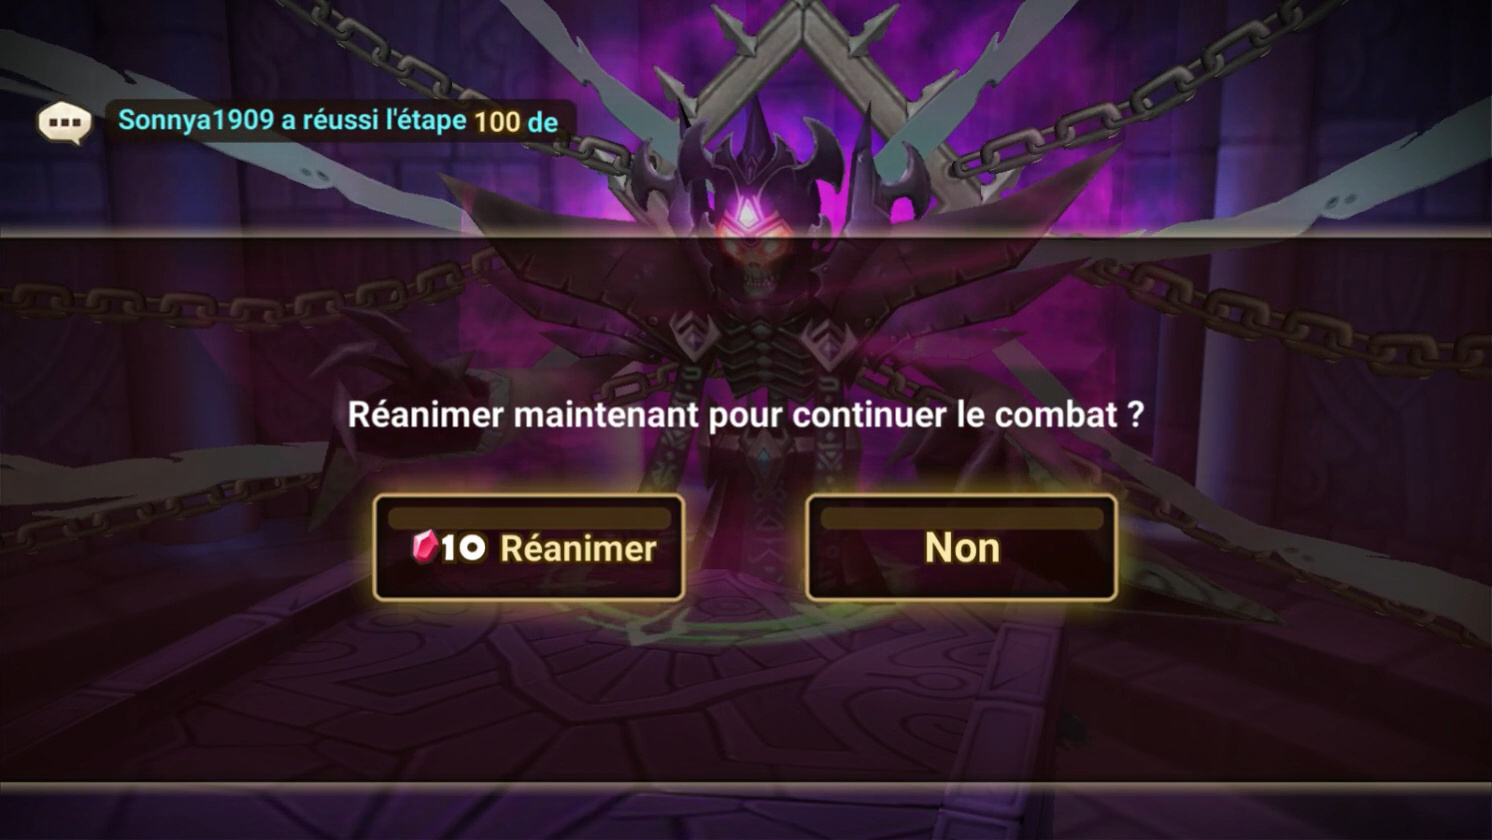 Sonnya1909 a réussi l'étape 100 de
Réanimer maintenant pour continuer le combat ?
10 Réanimer
Non